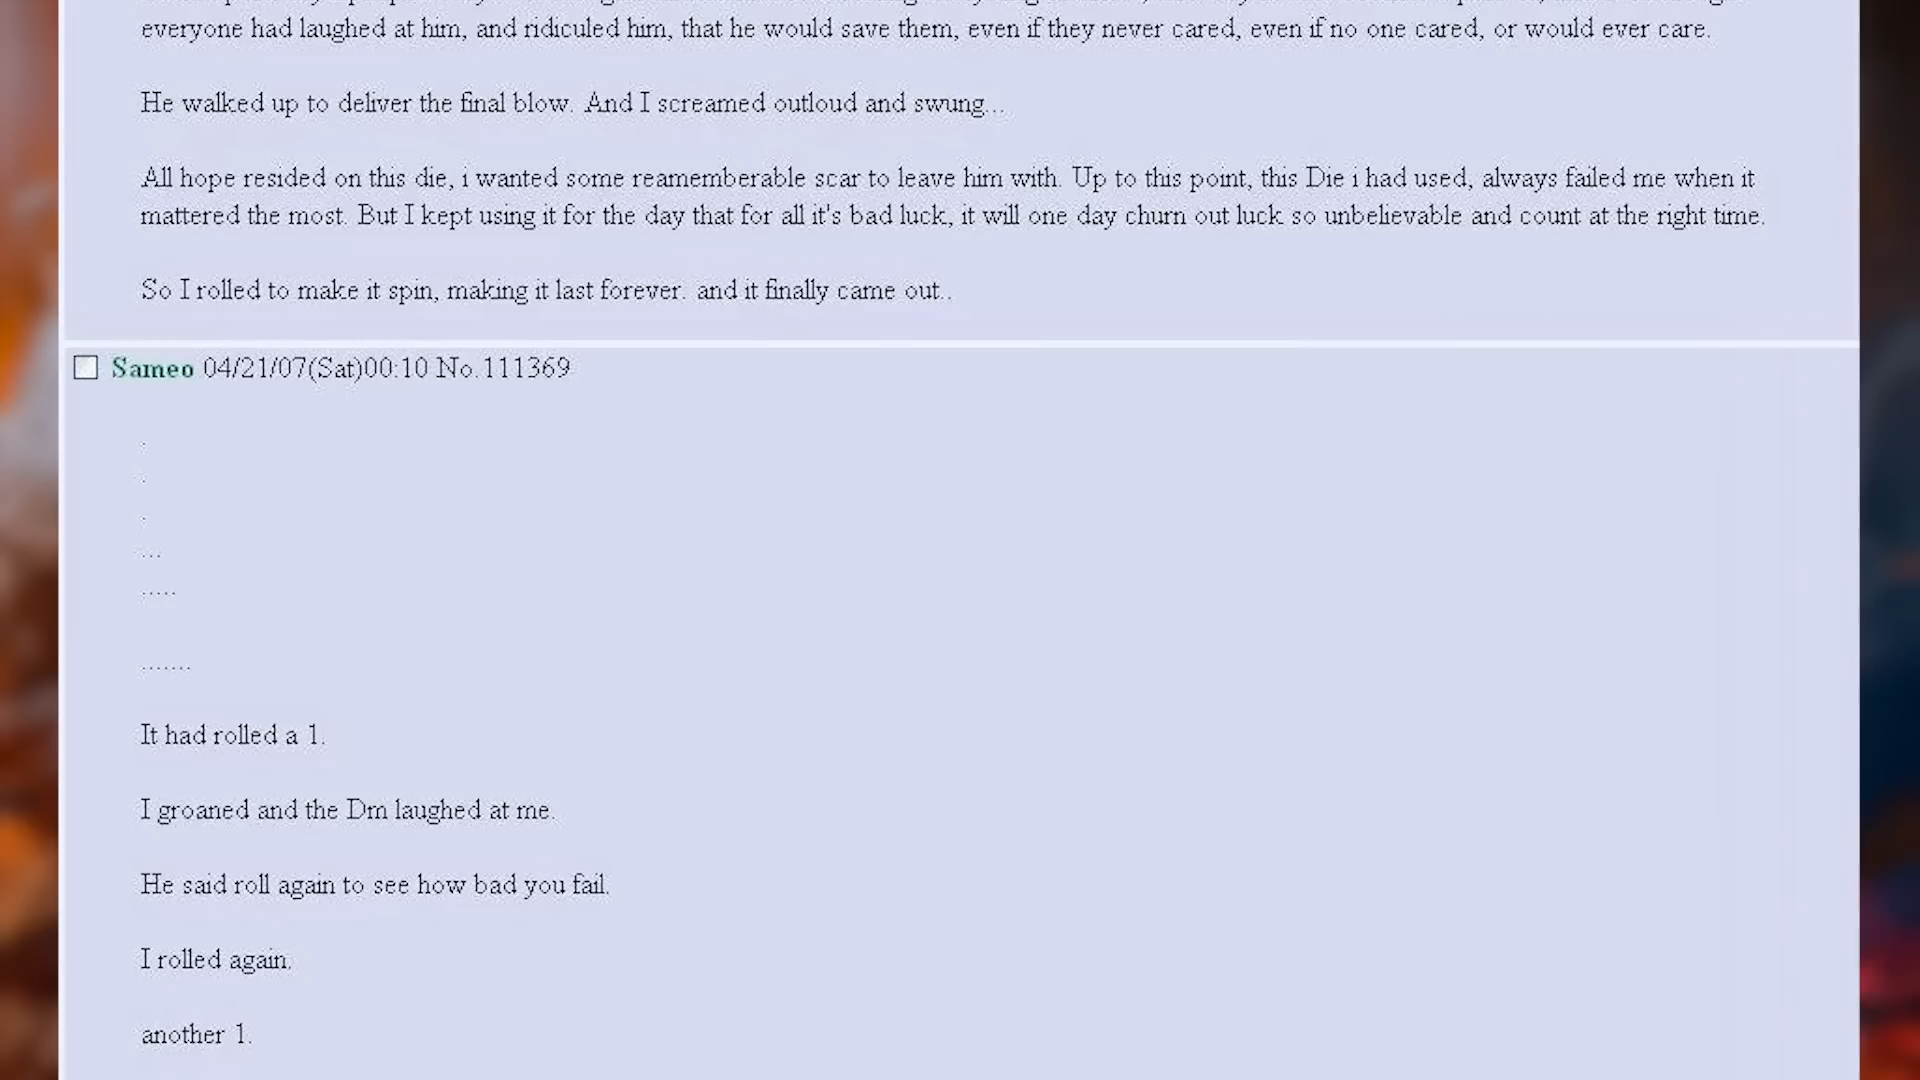 everyone had laughed at him, and ridiculed him, that he would save them, even if they never cared, even if no one cared, or would ever care.
He walked up to deliver the final blow. And I screamed outloud and swung...
All hope resided on this die, i wanted some reamemberable scar to leave him with. Up to this point, this Die i had used, always failed me when it
mattered the most. But I kept using it for the day that for all it's bad luck, it will one day churn out luck so unbelievable and count at the right time.
So I rolled to make it spin, making it last forever. and it finally came out..
Sameo 04/21/07(Sat)00:10 No.111369
.
.
.
...
.....
.......
It had rolled a 1.
I groaned and the Dm laughed at me.
He said roll again to see how bad you fail.
I rolled again.
another 1.